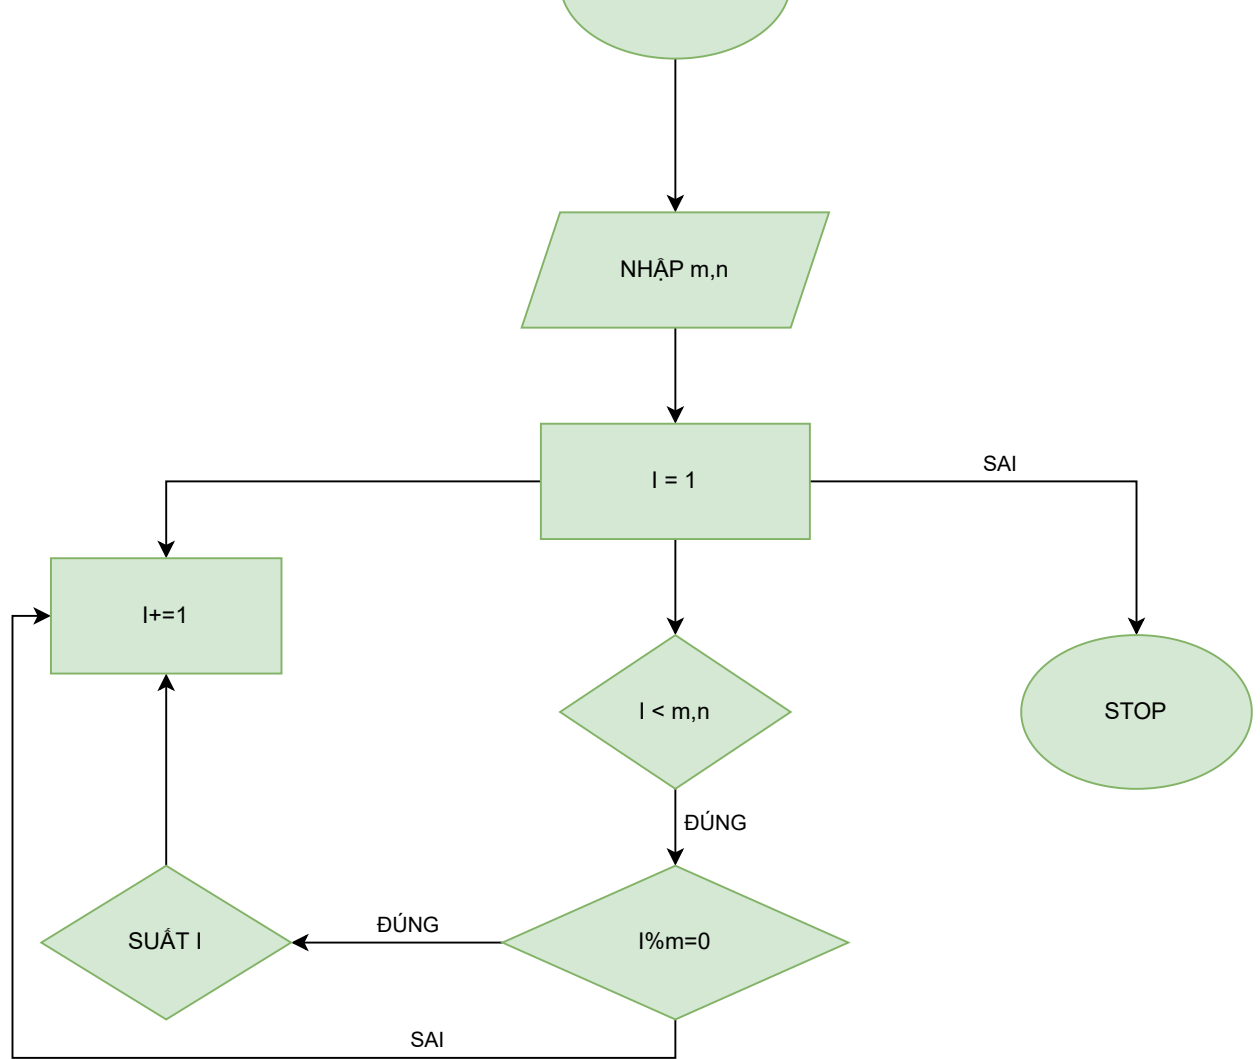 NHẬP m,n
I = 1
SAI
I+=1
I < m,n
STOP
ĐÚNG
SUẤT I
ĐÚNG
I%m=0
SAI